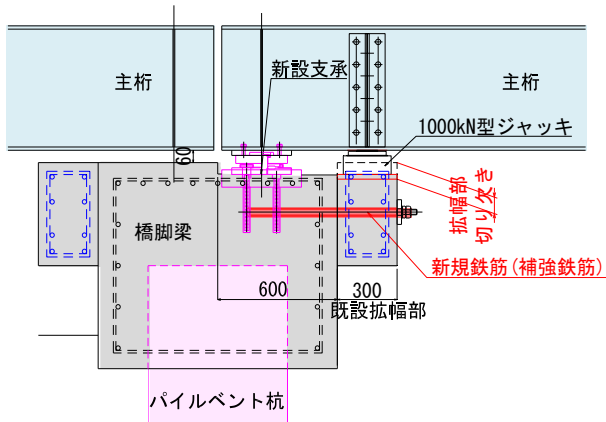 主桁
新設支承
主桁
1000kN型ジャッキ
60
拡幅部
切り欠き
橋脚梁
新規鉄筋(補強鉄筋)
600
300
既設拡幅部
パイルベント杭